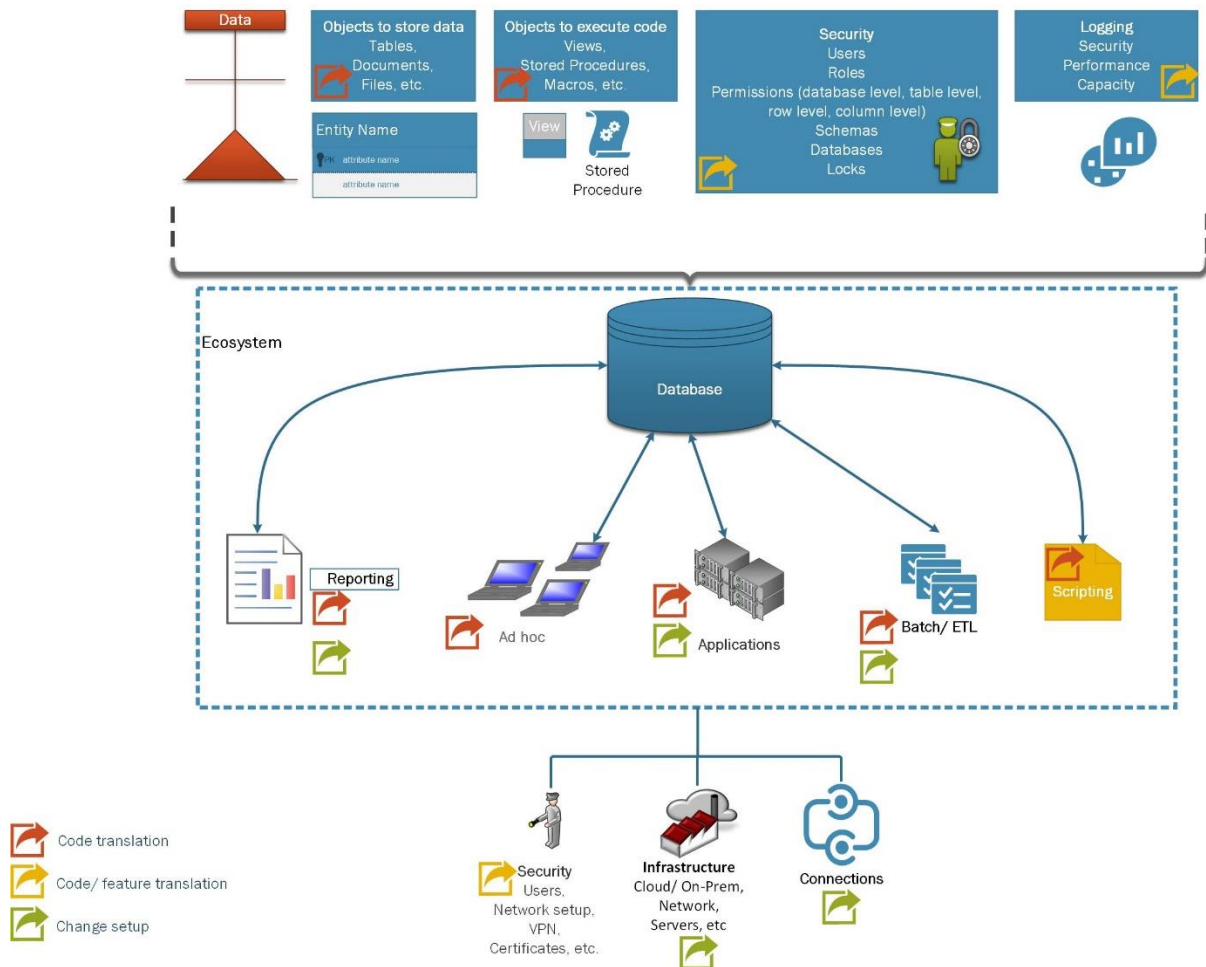 Data
Objects to store data
Tables,
Documents,
Files, etc.
Objects to execute code
Views,
Stored Procedures,
Macros, etc.
Security
Users
Roles
Permissions (database level, table level,
row level, column level)
Schemas
Databases
Locks
Logging
Security
Performance
Capacity
Entity Name
PK attribute name
attribute name
View
Stored
Procedure
Ecosystem
Database
Reporting
Ad hoc
Applications
Batch/ ETL
Scripting
Security
Users,
Network setup,
VPN,
Certificates, etc.
Infrastructure
Cloud/ On-Prem,
Network,
Servers, etc
Connections
Code translation
Code/ feature translation
Change setup